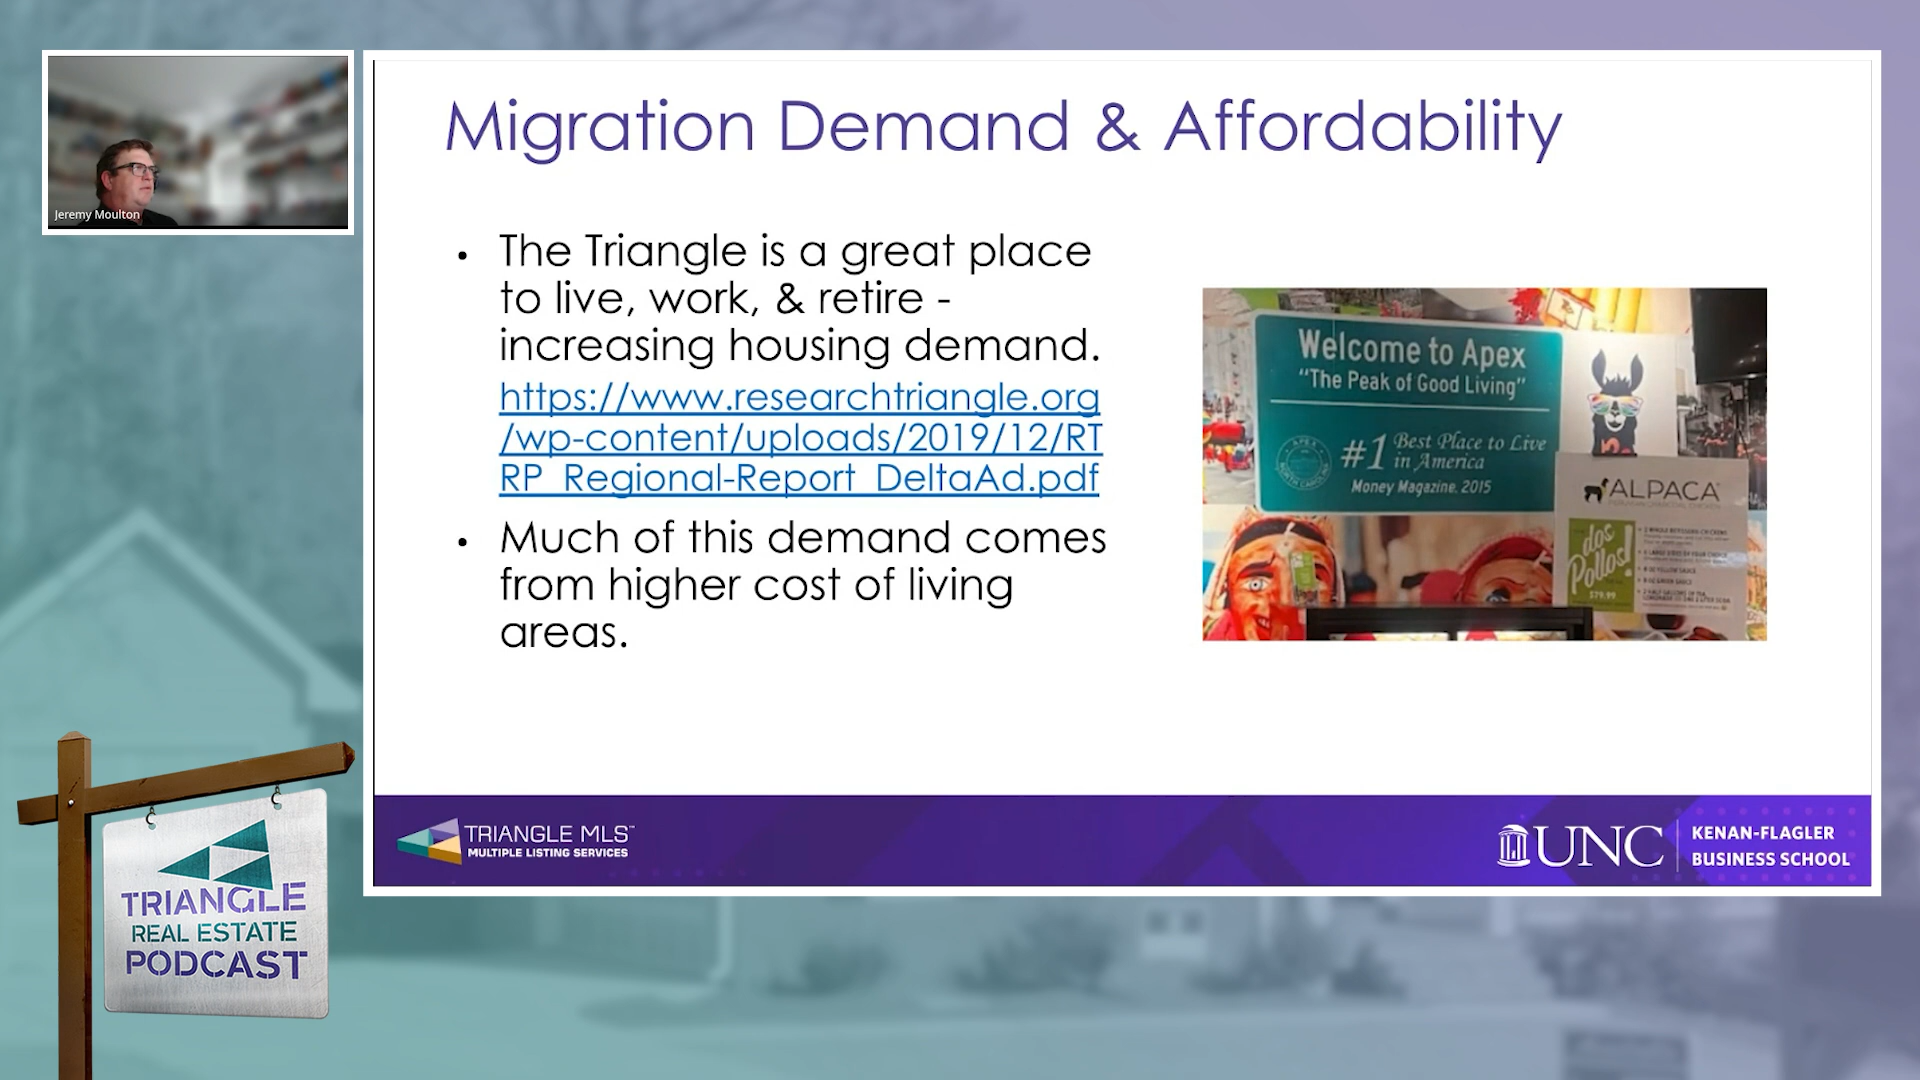 Jeremy Moulton
Migration Demand & Affordability
• The Triangle is a great place
to live, work, & retire -
increasing housing demand.
https://www.researchtriangle.org
/wp-content/uploads/2019/12/RT
RP_Regional-Report_DeltaAd.pdf
• Much of this demand comes
from higher cost of living
areas.
Welcome to Apex
"The Peak of Good Living"
#1 Best Place to Live
in America
Money Magazine, 2015
ALPACA
dos
Pollos!
$79.99
TRIANGLE MLS™
MULTIPLE LISTING SERVICES
UNC
KENAN-FLAGLER
BUSINESS SCHOOL
TRIANGLE
REAL ESTATE
PODCAST